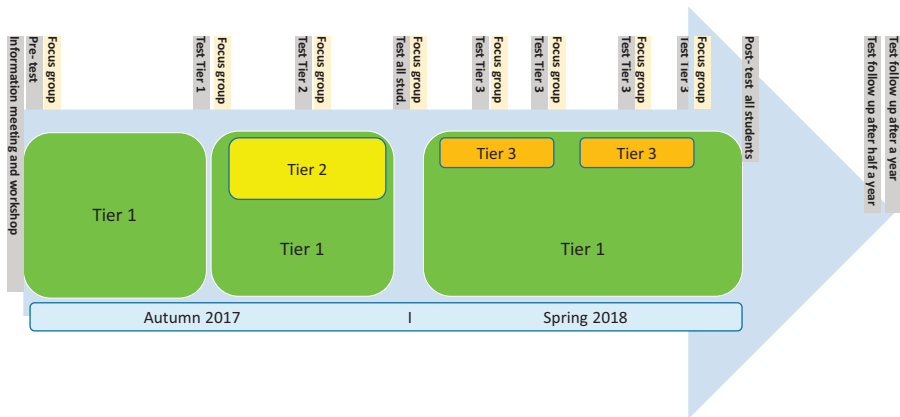 Information meeting and workshop
Pre- test
Focus group
Test Tier 1
Focus group
Test Tier 2
Focus group
Test all stud.
Focus group
Test Tier 3
Focus group
Test Tier 3
Focus group
Test Tier 3
Focus group
Test Tier 3
Focus group
Post- test all students
Test follow up after half a year
Test follow up after a year
Tier 1
Tier 2
Tier 1
Tier 3
Tier 3
Tier 1
Autumn 2017 I Spring 2018